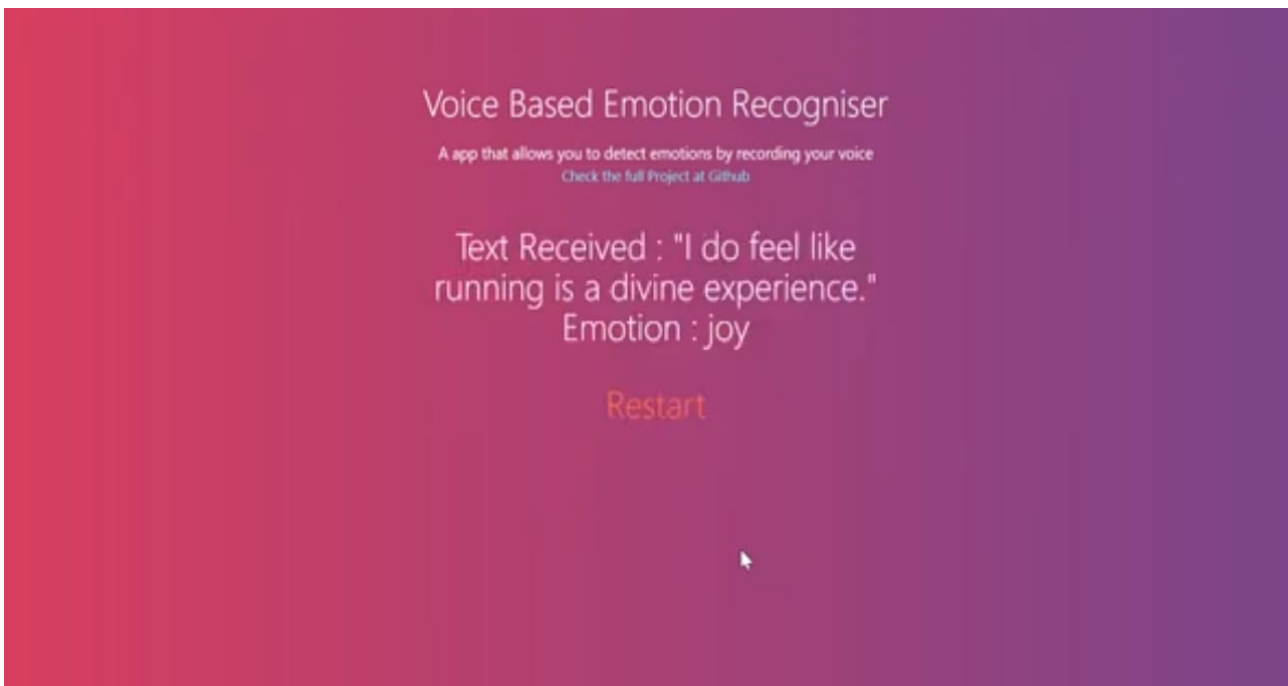 Voice Based Emotion Recogniser
A app that allows you to detect emotions by recording your voice
Check the full Project at Github
Text Received : "I do feel like
running is a divine experience."
Emotion : joy
Restart